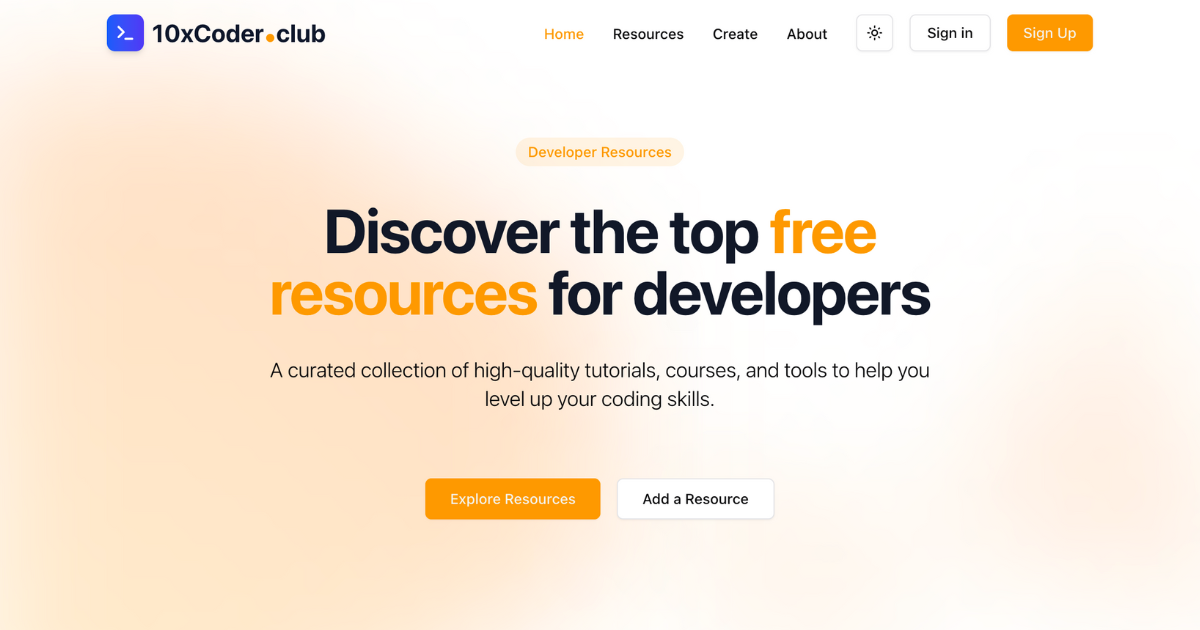 10xCoder.club
Home Resources Create About Sign in Sign Up
Developer Resources
Discover the top free
resources for developers
A curated collection of high-quality tutorials, courses, and tools to help you
level up your coding skills.
Explore Resources Add a Resource